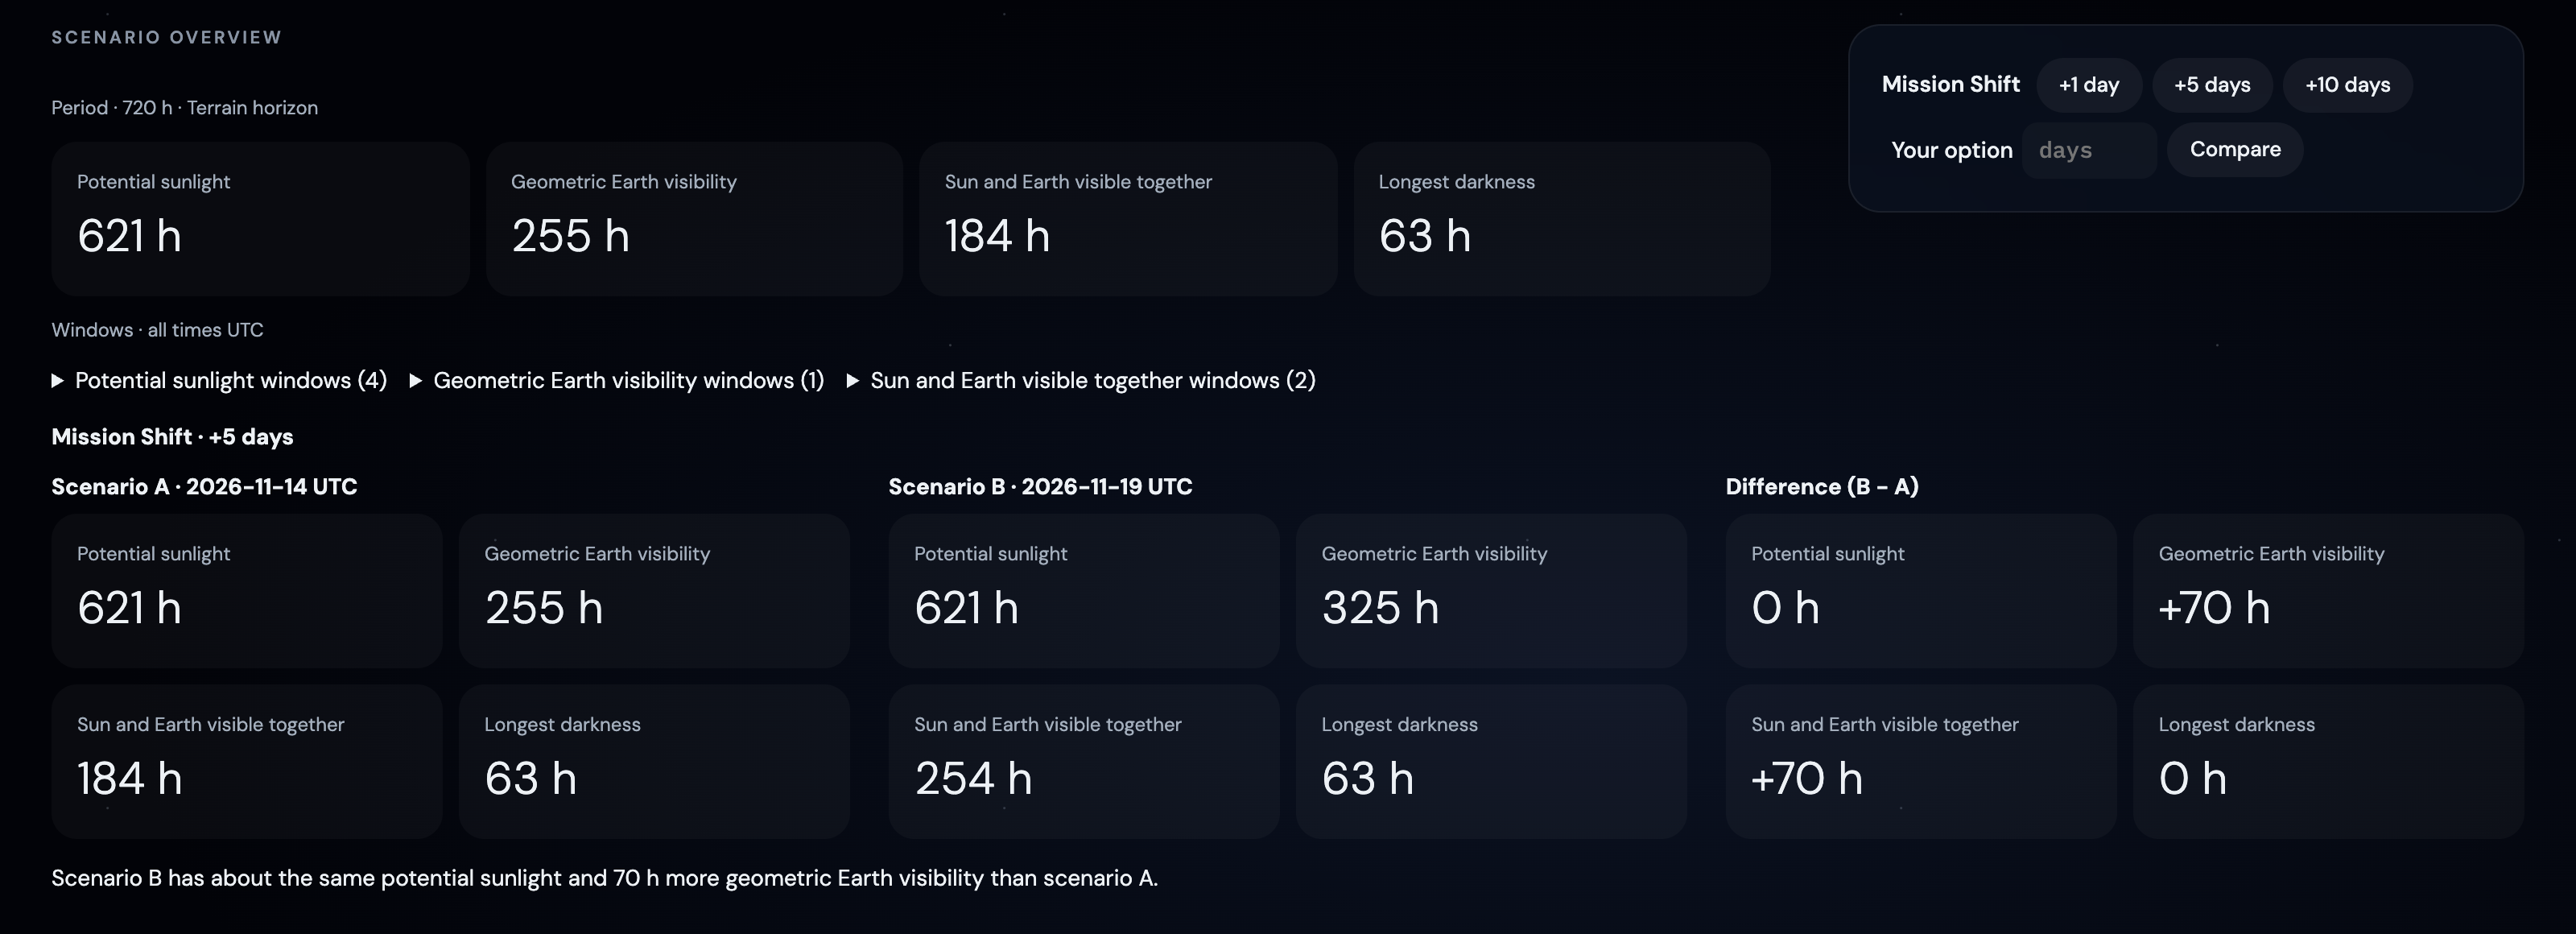 SCENARIO OVERVIEW
Mission Shift +1 day +5 days +10 days
Your option days Compare
Period · 720 h · Terrain horizon
Potential sunlight Geometric Earth visibility Sun and Earth visible together Longest darkness
621 h 255 h 184 h 63 h
Windows · all times UTC
▶ Potential sunlight windows (4) ▶ Geometric Earth visibility windows (1) ▶ Sun and Earth visible together windows (2)
Mission Shift · +5 days
Scenario A · 2026-11-14 UTC Scenario B · 2026-11-19 UTC Difference (B – A)
Potential sunlight Geometric Earth visibility Potential sunlight Geometric Earth visibility Potential sunlight Geometric Earth visibility
621 h 255 h 621 h 325 h 0 h +70 h
Sun and Earth visible together Longest darkness Sun and Earth visible together Longest darkness Sun and Earth visible together Longest darkness
184 h 63 h 254 h 63 h +70 h 0 h
Scenario B has about the same potential sunlight and 70 h more geometric Earth visibility than scenario A.